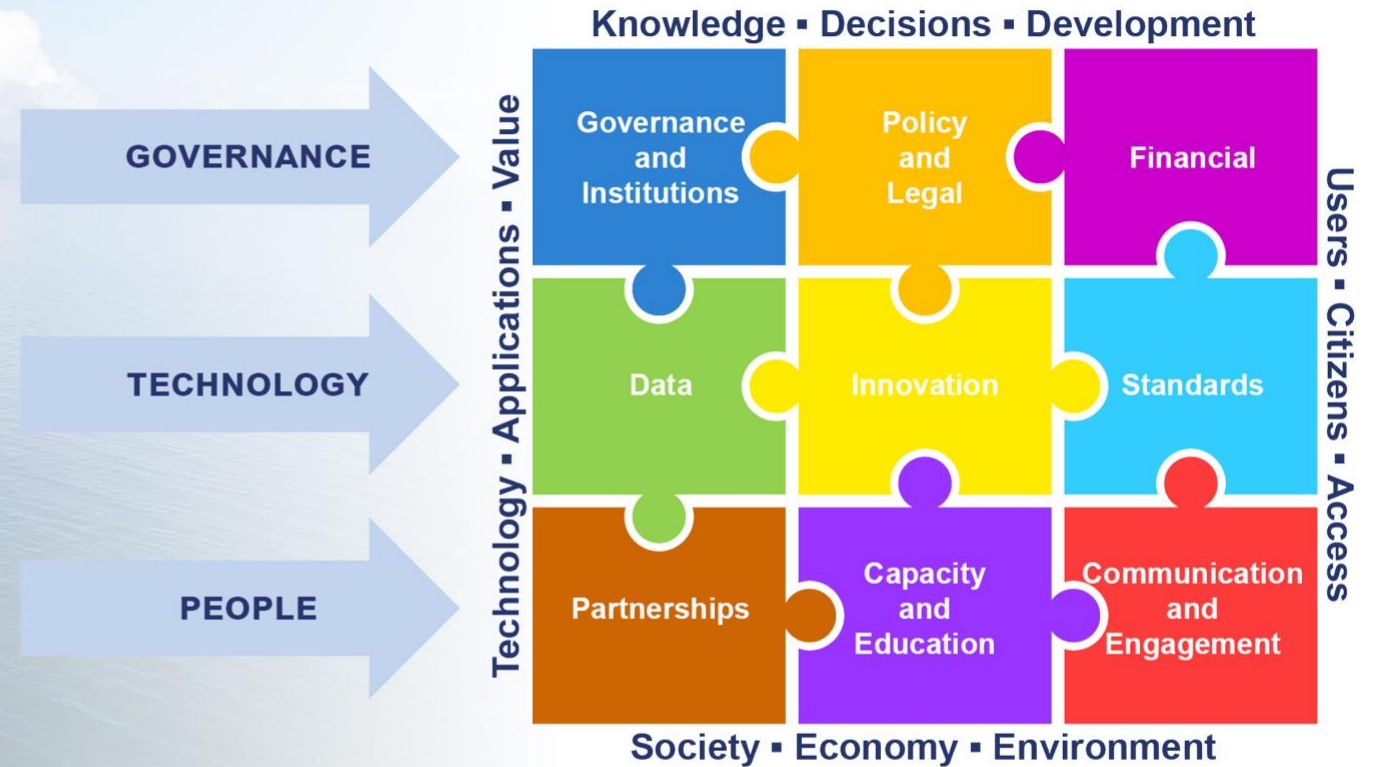 Knowledge ▪ Decisions ▪ Development
GOVERNANCE
TECHNOLOGY
PEOPLE
Technology ▪ Applications ▪ Value
Governance
and
Institutions
Policy
and
Legal
Financial
Data
Innovation
Standards
Partnerships
Capacity
and
Education
Communication
and
Engagement
Users ▪ Citizens ▪ Access
Society ▪ Economy ▪ Environment